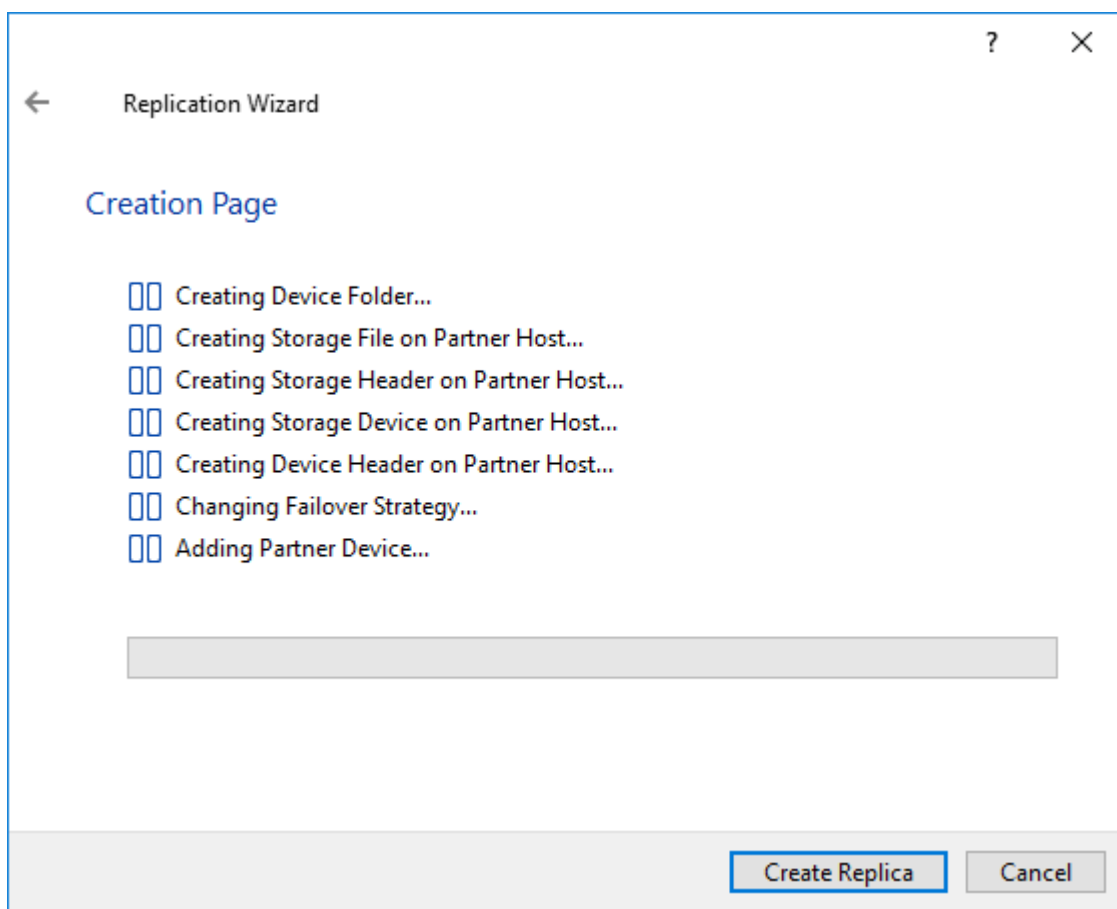 ?
Replication Wizard
Creation Page
Creating Device Folder...
Creating Storage File on Partner Host...
Creating Storage Header on Partner Host...
Creating Storage Device on Partner Host...
Creating Device Header on Partner Host...
Changing Failover Strategy...
Adding Partner Device...
Create Replica
Cancel